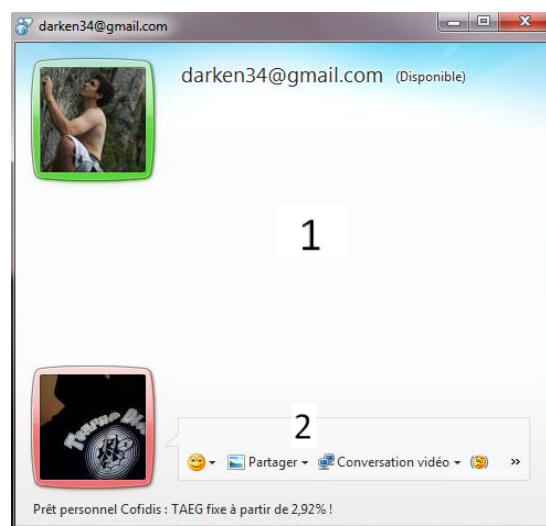 darken34@gmail.com
darken34@gmail.com (Disponible)
1
2
Partager
Conversation vidéo
Prêt personnel Cofidis : TAEG fixe à partir de 2,92% !